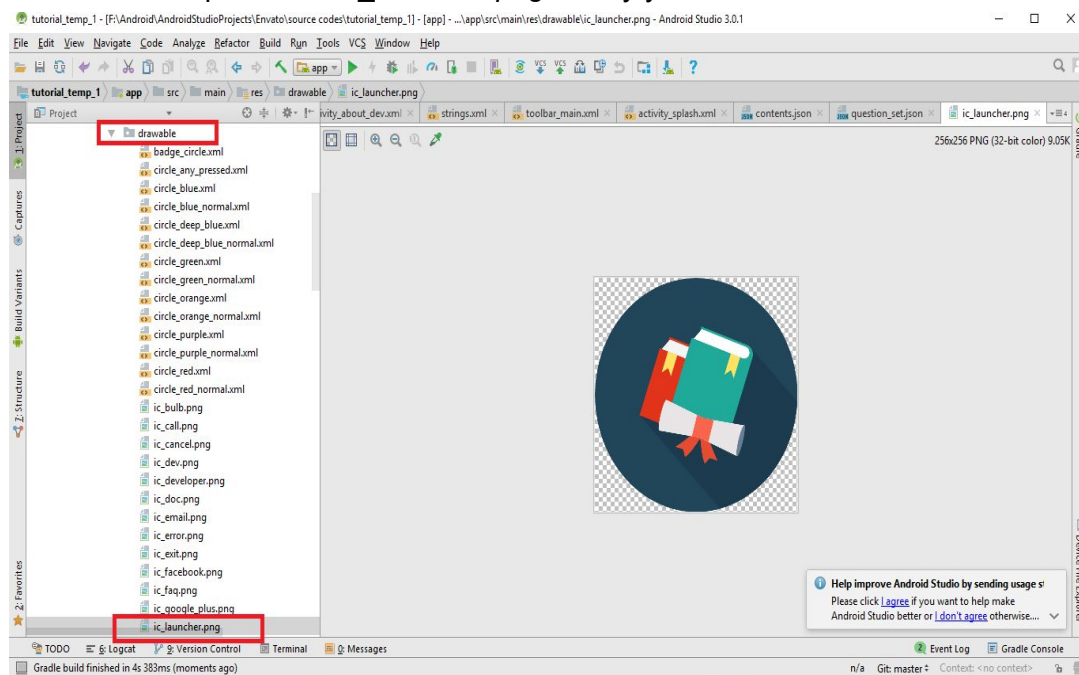 tutorial_temp_1 - [F:\Android\AndroidStudioProjects\Envato\source codes\tutorial_temp_1] - [app] - ...\app\src\main\res\drawable\ic_launcher.png - Android Studio 3.0.1
File Edit View Navigate Code Analyze Refactor Build Run Tools VCS Window Help
app
VCS VCS
tutorial_temp_1 app src main res drawable ic_launcher.png
Project
ivity_about_dev.xml strings.xml toolbar_main.xml activity_splash.xml contents.json question_set.json ic_launcher.png
256x256 PNG (32-bit color) 9.05K
1: Project
Captures
Build Variants
7: Structure
2: Favorites
drawable
badge_circle.xml
circle_any_pressed.xml
circle_blue.xml
circle_blue_normal.xml
circle_deep_blue.xml
circle_deep_blue_normal.xml
circle_green.xml
circle_green_normal.xml
circle_orange.xml
circle_orange_normal.xml
circle_purple.xml
circle_purple_normal.xml
circle_red.xml
circle_red_normal.xml
ic_bulb.png
ic_call.png
ic_cancel.png
ic_dev.png
ic_developer.png
ic_doc.png
ic_email.png
ic_error.png
ic_exit.png
ic_facebook.png
ic_faq.png
ic_google_plus.png
ic_launcher.png
Gradle
Help improve Android Studio by sending usage st
Please click I agree if you want to help make
Android Studio better or I don't agree otherwise....
TODO 6: Logcat 9: Version Control Terminal 0: Messages 2 Event Log Gradle Console
Gradle build finished in 4s 383ms (moments ago) n/a Git: master Context: <no context>